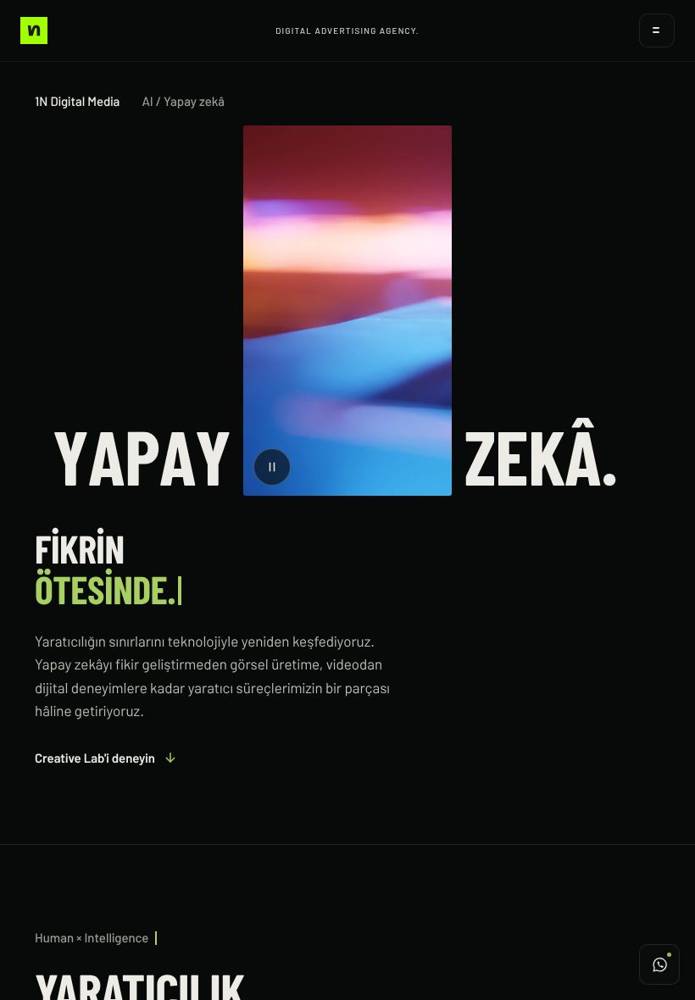 DIGITAL ADVERTISING AGENCY.
1N Digital Media AI / Yapay zekâ
YAPAY ZEKÂ.
FİKRİN
ÖTESİNDE.
Yaratıcılığın sınırlarını teknolojiyle yeniden keşfediyoruz.
Yapay zekâyı fikir geliştirmeden görsel üretime, videodan
dijital deneyimlere kadar yaratıcı süreçlerimizin bir parçası
hâline getiriyoruz.
Creative Lab'i deneyin ↓
Human × Intelligence
YARATICILIK